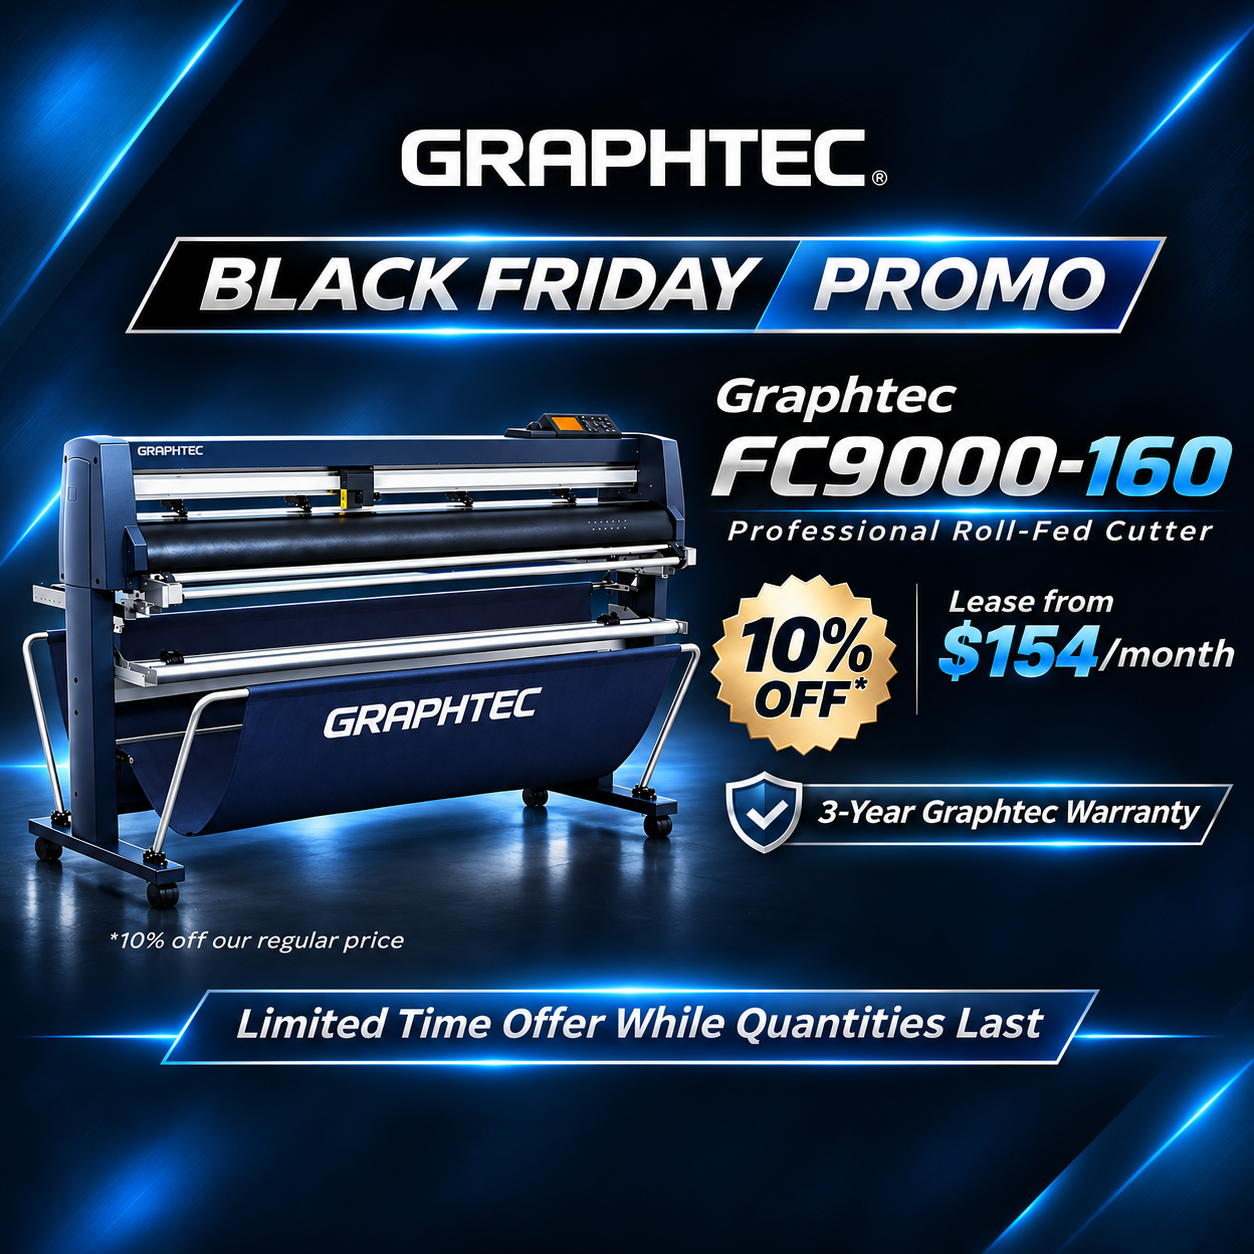 GRAPHTEC®
BLACK FRIDAY PROMO
Graphtec
FC9000-160
Professional Roll-Fed Cutter
10%
OFF*
Lease from
$154/month
3-Year Graphtec Warranty
GRAPHTEC
GRAPHTEC
*10% off our regular price
Limited Time Offer While Quantities Last